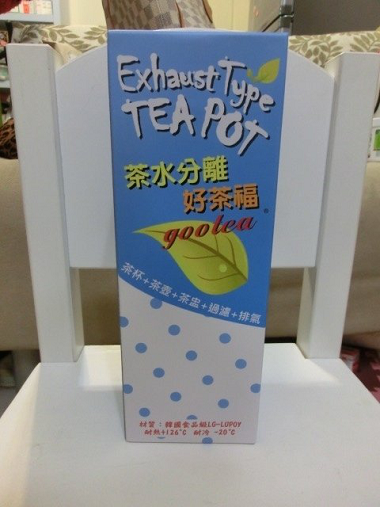 Exhaust Type
TEA POT
茶水分離
好茶福
gootea®
茶杯+茶壺+茶盅+過濾+排氣
材質：韓國食品級LG-LUPOY
耐熱+126°C 耐冷 -20°C